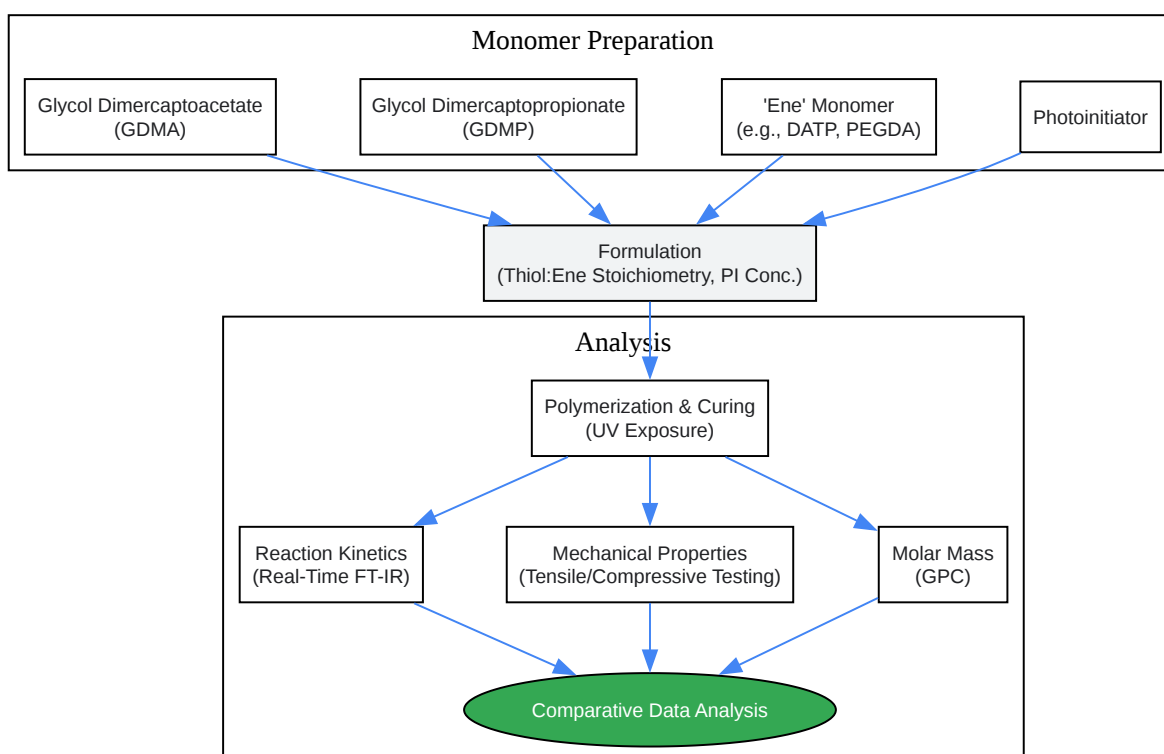 Monomer Preparation
Glycol Dimercaptoacetate
(GDMA)
Glycol Dimercaptopropionate
(GDMP)
'Ene' Monomer
(e.g., DATP, PEGDA)
Photoinitiator
Formulation
(Thiol:Ene Stoichiometry, PI Conc.)
Analysis
Polymerization & Curing
(UV Exposure)
Reaction Kinetics
(Real-Time FT-IR)
Mechanical Properties
(Tensile/Compressive Testing)
Molar Mass
(GPC)
Comparative Data Analysis